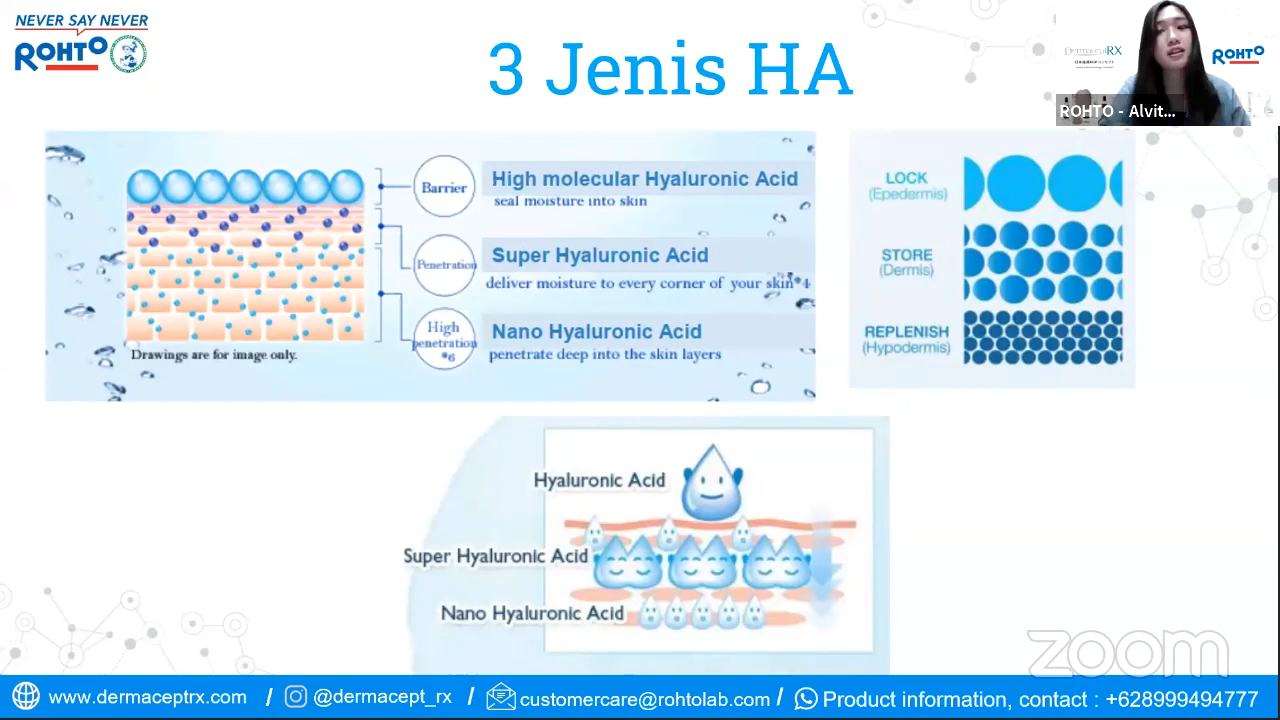 NEVER SAY NEVER
ROHTO
3 Jenis HA
DermaceptRX
ROHTO
ROHTO - Alvit...
Barrier
High molecular Hyaluronic Acid
seal moisture into skin
Penetration
Super Hyaluronic Acid
deliver moisture to every corner of your skin*4
High
penetration
*6
Nano Hyaluronic Acid
penetrate deep into the skin layers
Drawings are for image only.
LOCK
(Epedermis)
STORE
(Dermis)
REPLENISH
(Hypodermis)
Hyaluronic Acid
Super Hyaluronic Acid
Nano Hyaluronic Acid
zoom
www.dermaceptrx.com / @dermacept_rx / customercare@rohtolab.com / Product information, contact : +628999494777